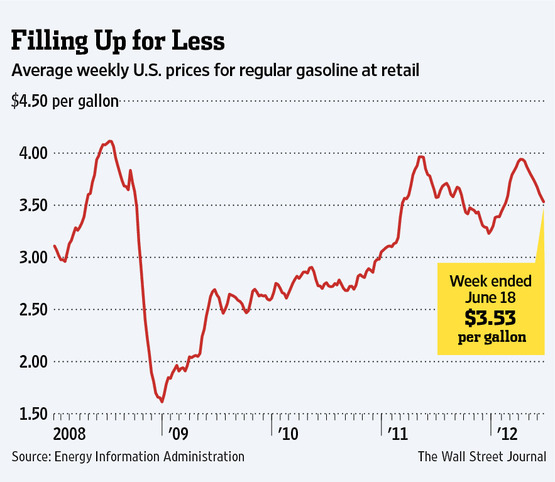 Filling Up for Less
Average weekly U.S. prices for regular gasoline at retail
$4.50 per gallon
4.00
3.50
3.00
2.50
2.00
1.50
Week ended
June 18
$3.53
per gallon
2008 '09 '10 '11 '12
Source: Energy Information Administration The Wall Street Journal